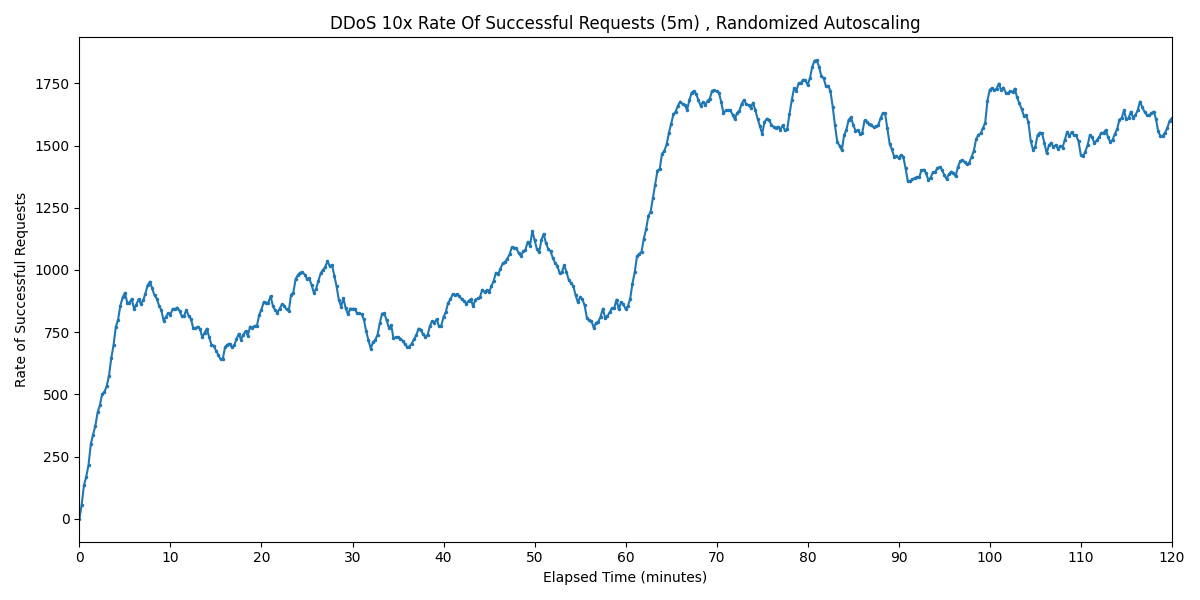 DDoS 10x Rate Of Successful Requests (5m) , Randomized Autoscaling
Rate of Successful Requests
1750
1500
1250
1000
750
500
250
0
0 10 20 30 40 50 60 70 80 90 100 110 120
Elapsed Time (minutes)